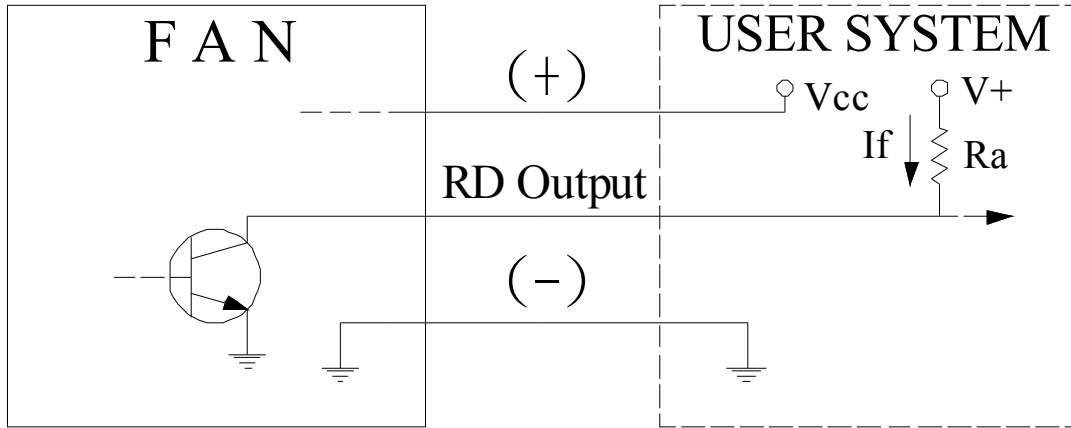 F A N
USER SYSTEM
(+)
Vcc
V+
If
Ra
RD Output
(−)